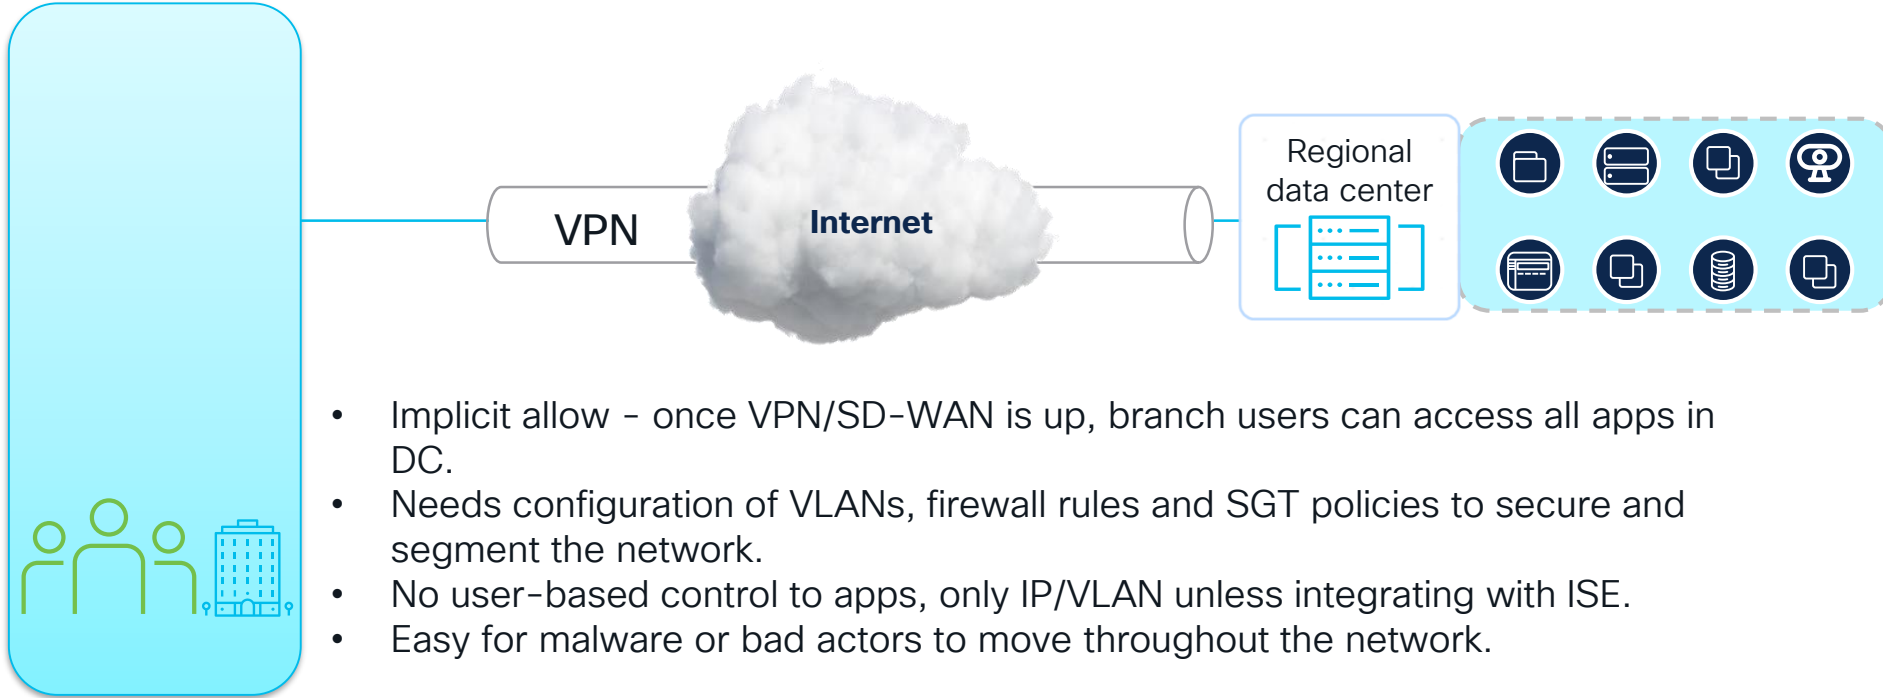 Regional
data center
VPN
Internet
• Implicit allow - once VPN/SD-WAN is up, branch users can access all apps in
DC.
• Needs configuration of VLANs, firewall rules and SGT policies to secure and
segment the network.
• No user-based control to apps, only IP/VLAN unless integrating with ISE.
• Easy for malware or bad actors to move throughout the network.